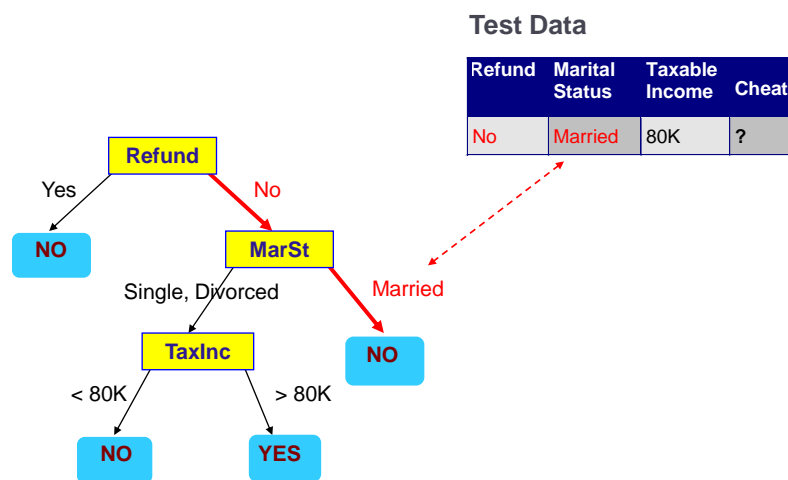 Test Data
Refund Marital Status Taxable Income Cheat
No Married 80K ?
Refund
Yes No
NO MarSt
Single, Divorced Married
TaxInc NO
< 80K > 80K
NO YES